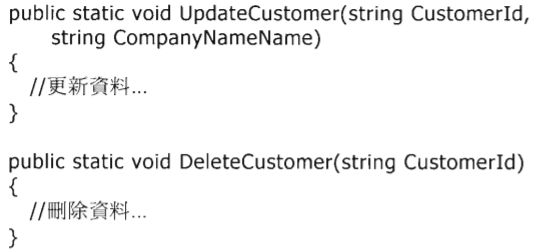 public static void UpdateCustomer(string CustomerId,
string CompanyNameName)
{
//更新資料...
}
public static void DeleteCustomer(string CustomerId)
{
//刪除資料...
}